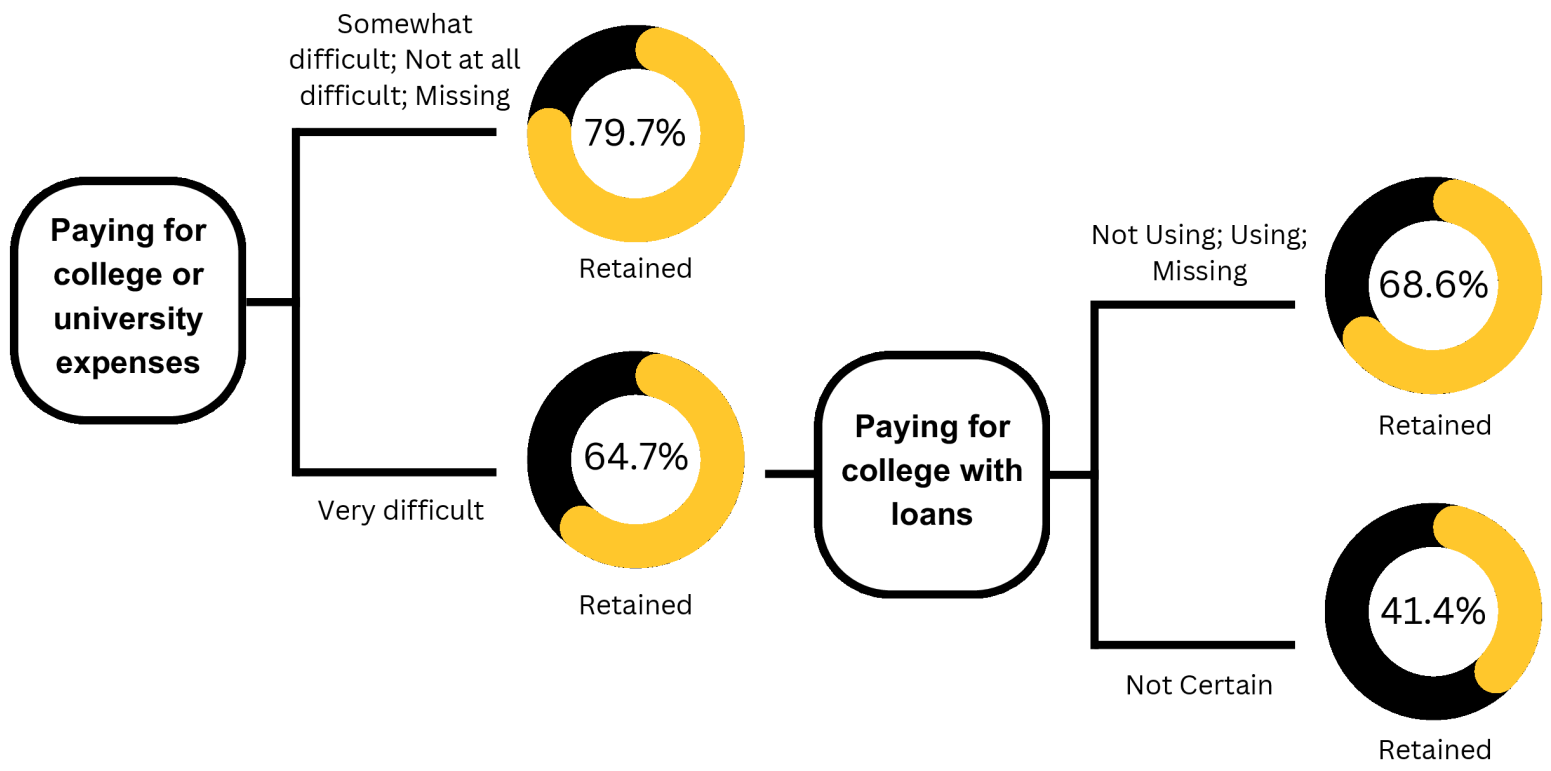 Somewhat
difficult; Not at all
difficult; Missing
79.7%
Retained
Paying for
college or
university
expenses
64.7%
Retained
Very difficult
Paying for
college with
loans
Not Using; Using;
Missing
68.6%
Retained
41.4%
Not Certain
Retained